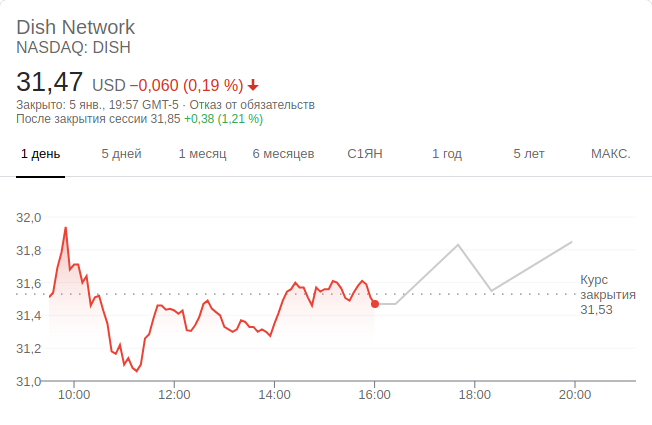 Dish Network
NASDAQ: DISH
31,47 USD −0,060 (0,19 %)
Закрыто: 5 янв., 19:57 GMT-5 · Отказ от обязательств
После закрытия сессии 31,85 +0,38 (1,21 %)
1 день 5 дней 1 месяц 6 месяцев С1ЯН 1 год 5 лет МАКС.
32,0
31,8
31,6
31,4
31,2
31,0
Курс
закрытия
31,53
10:00 12:00 14:00 16:00 18:00 20:00